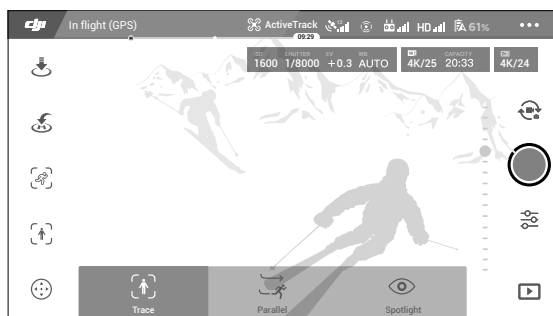 dji In flight (GPS) ActiveTrack 12 HD 61%
09:29
ISO SHUTTER EV WB CAPACITY
1600 1/8000 +0.3 AUTO 4K/25 20:33 4K/24
Trace Parallel Spotlight